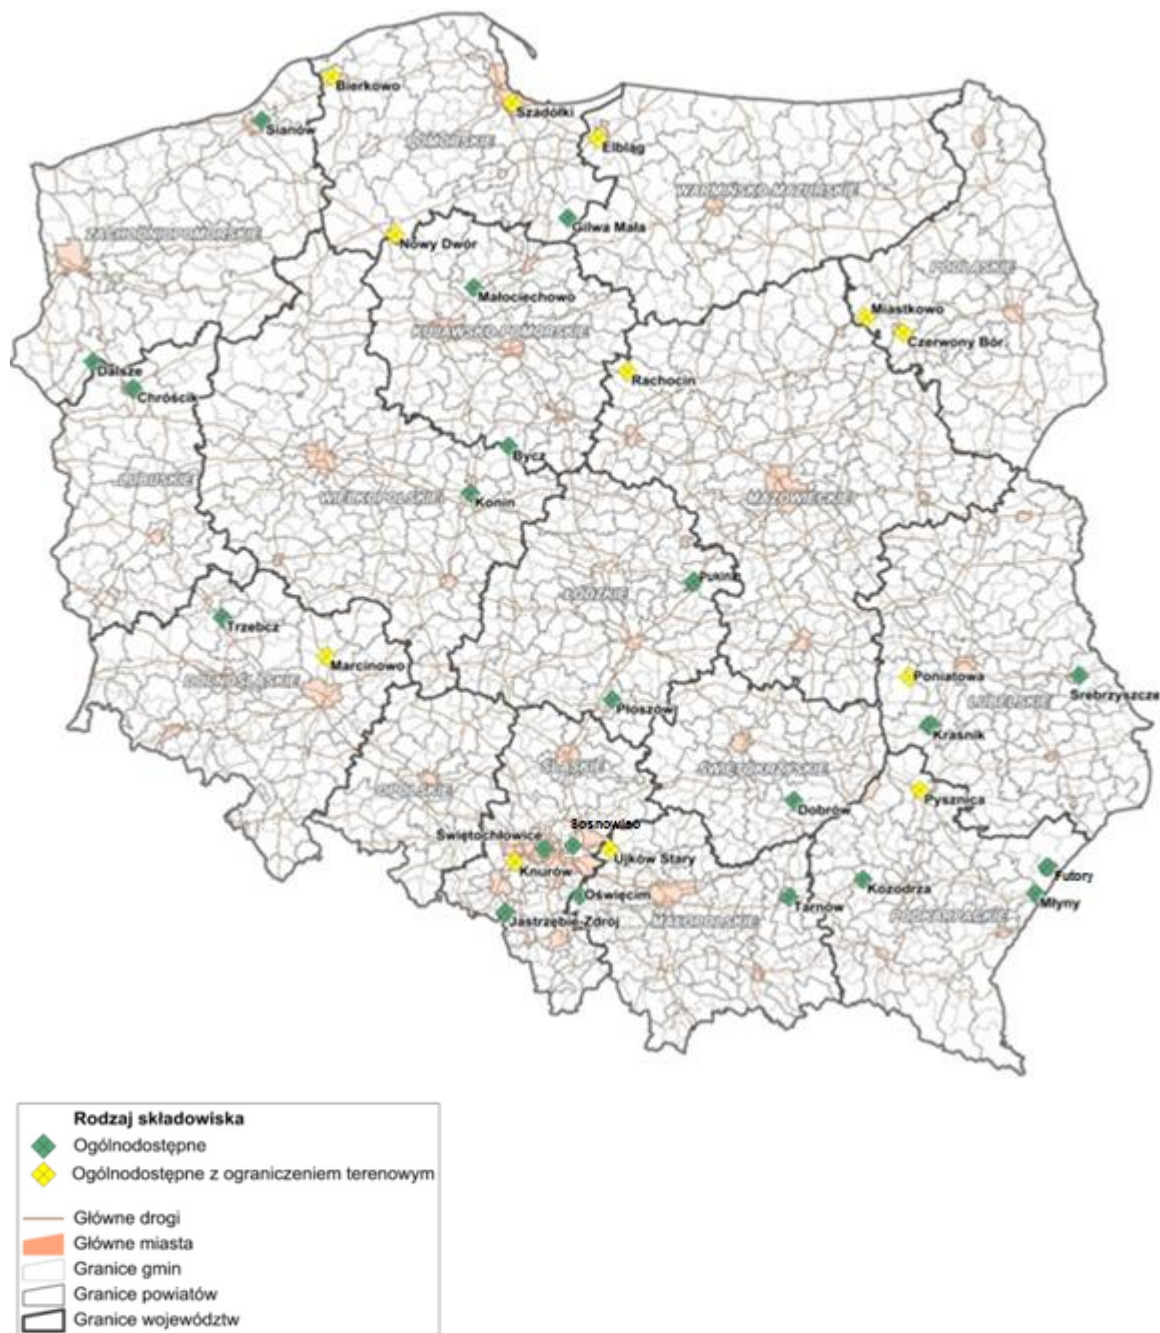 Bierkowo
Szadółki
Sianów
Elbląg
POMORSKIE
WARMIŃSKO-MAZURSKIE
Gilwa Mała
ZACHODNIOPOMORSKIE
Nowy Dwór
PODLASKIE
Małociechowo
Miastkowo
KUJAWSKO-POMORSKIE
Czerwony Bór
Dalsze
Rachocin
Chróścik
Bycz
LUBUSKIE
WIELKOPOLSKIE
Konin
MAZOWIECKIE
Pukinin
ŁÓDZKIE
Trzebcz
Marcinowo
Poniatowa
DOLNOŚLĄSKIE
Srebrzyszcze
Płoszów
LUBELSKIE
Kraśnik
ŚLĄSKIE
ŚWIĘTOKRZYSKIE
OPOLSKIE
Pysznica
Dobrów
Sosnowiec
Świętochłowice
Ujków Stary
Knurów
Futory
Kozodrza
Oświęcim
Młyny
Tarnów
Jastrzębie-Zdrój
MAŁOPOLSKIE
PODKARPACKIE
Rodzaj składowiska
Ogólnodostępne
Ogólnodostępne z ograniczeniem terenowym
Główne drogi
Główne miasta
Granice gmin
Granice powiatów
Granice województw